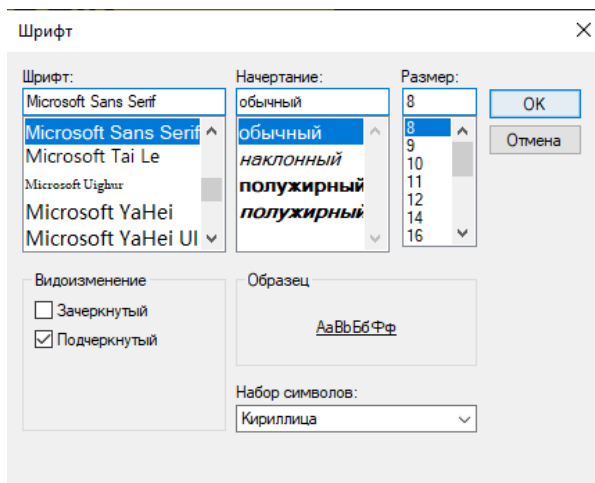 Шрифт
Шрифт:
Microsoft Sans Serif
Microsoft Sans Serif
Microsoft Tai Le
Microsoft Uighur
Microsoft YaHei
Microsoft YaHei UI
Начертание:
обычный
обычный
наклонный
полужирный
полужирный
Размер:
8
8
9
10
11
12
14
16
OK
Отмена
Видоизменение
Зачеркнутый
Подчеркнутый
Образец
АаВbБбФф
Набор символов:
Кириллица